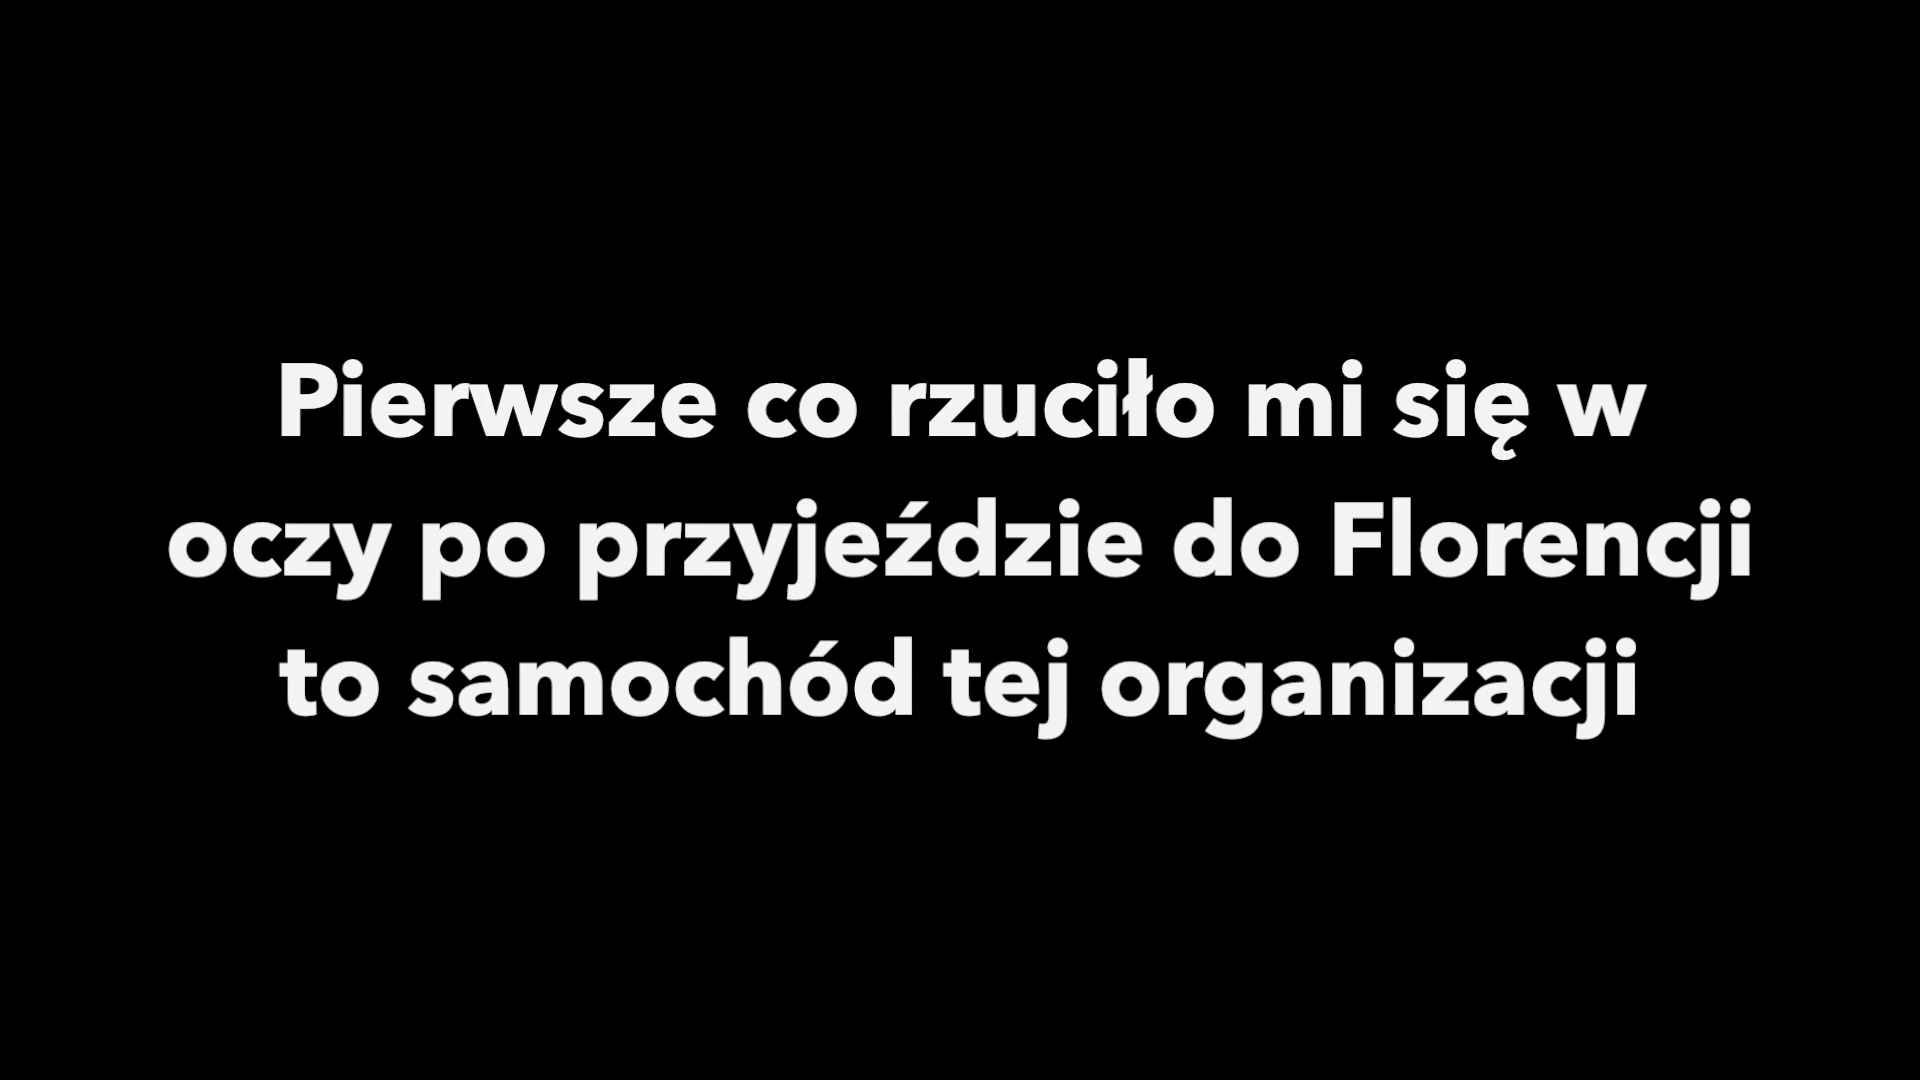 Pierwsze co rzuciło mi się w
oczy po przyjeździe do Florencji
to samochód tej organizacji